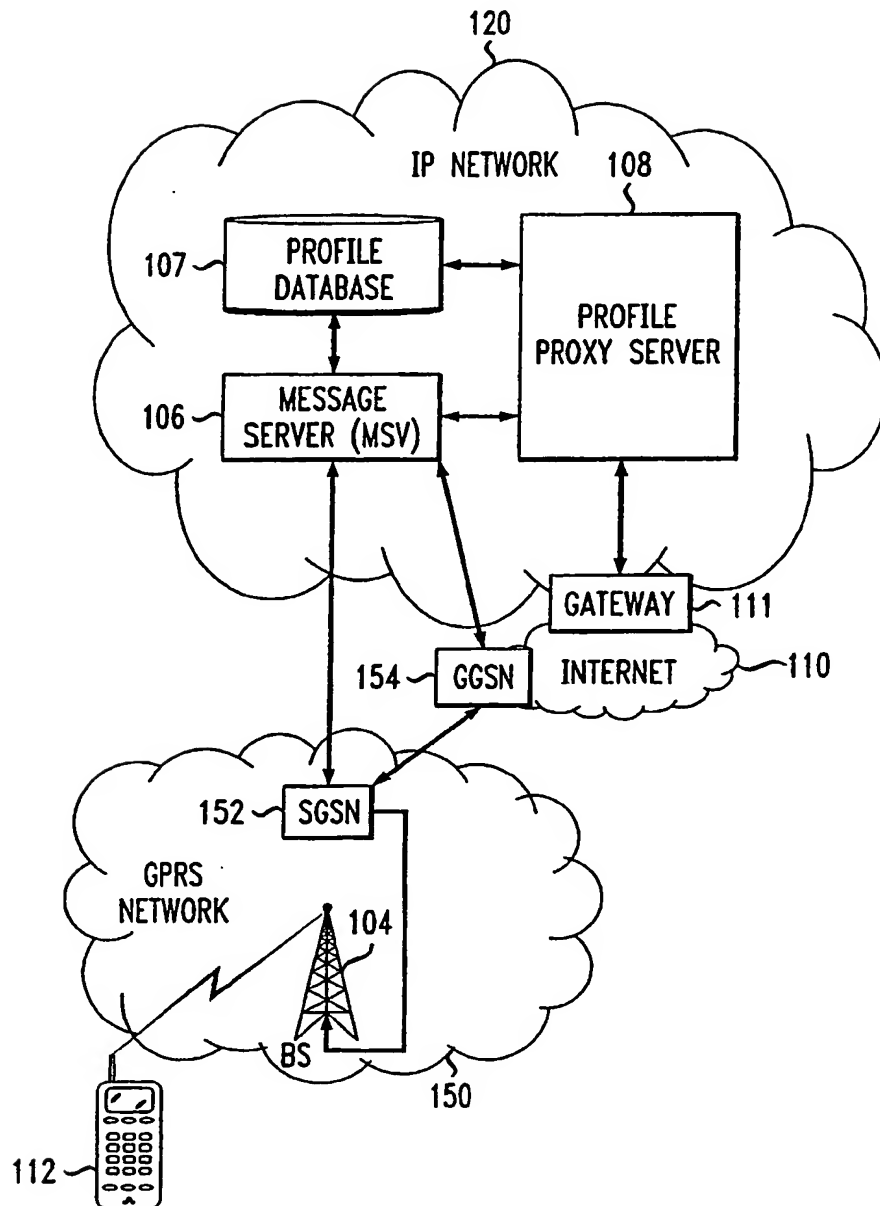 120
IP NETWORK
108
107
PROFILE
DATABASE
PROFILE
PROXY SERVER
106
MESSAGE
SERVER (MSV)
GATEWAY
111
154
GGSN
INTERNET
110
152
SGSN
GPRS
NETWORK
104
BS
150
112